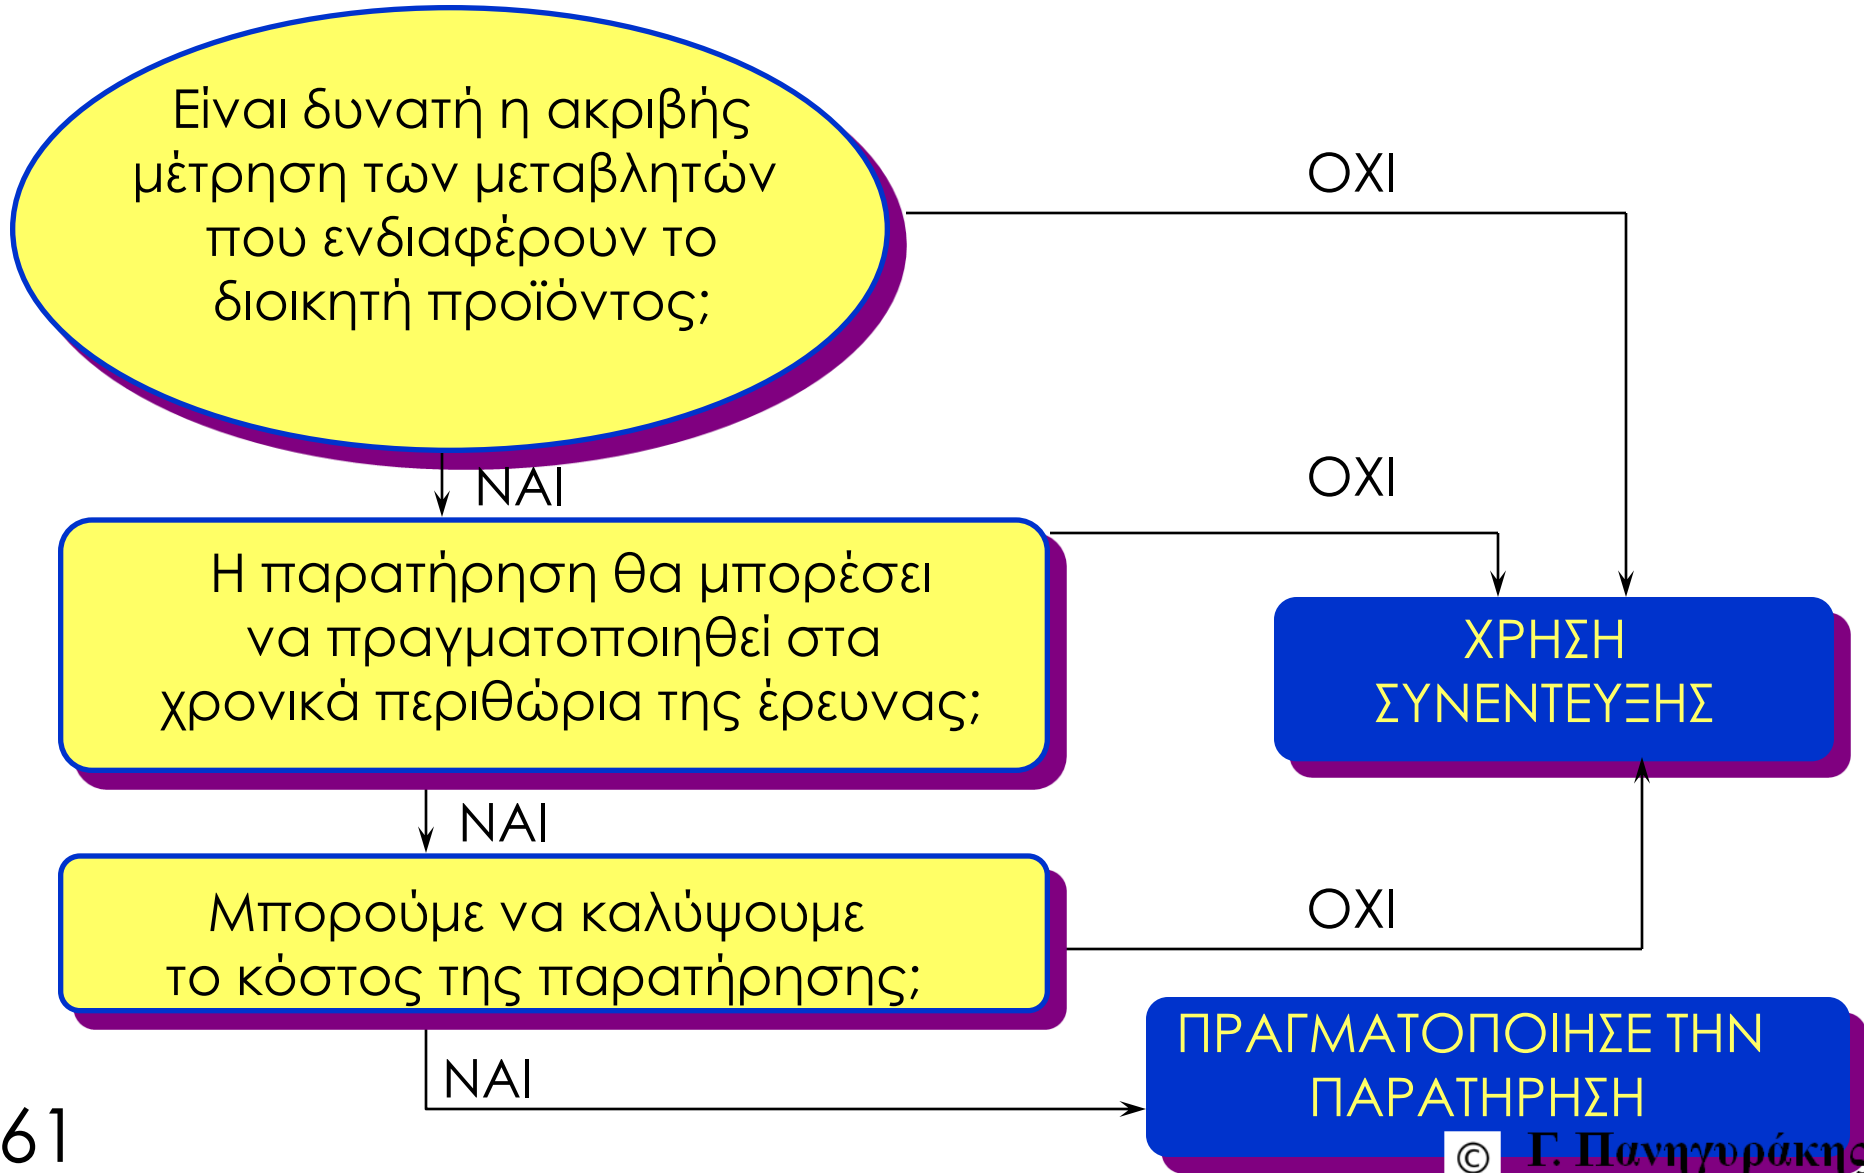 Είναι δυνατή η ακριβής
μέτρηση των μεταβλητών
που ενδιαφέρουν το
διοικητή προϊόντος;
ΟΧΙ
ΝΑΙ
ΟΧΙ
Η παρατήρηση θα μπορέσει
να πραγματοποιηθεί στα
χρονικά περιθώρια της έρευνας;
ΧΡΗΣΗ
ΣΥΝΕΝΤΕΥΞΗΣ
ΝΑΙ
Μπορούμε να καλύψουμε
το κόστος της παρατήρησης;
ΟΧΙ
ΝΑΙ
ΠΡΑΓΜΑΤΟΠΟΙΗΣΕ ΤΗΝ
ΠΑΡΑΤΗΡΗΣΗ
61
© Γ. Πανηγυράκης